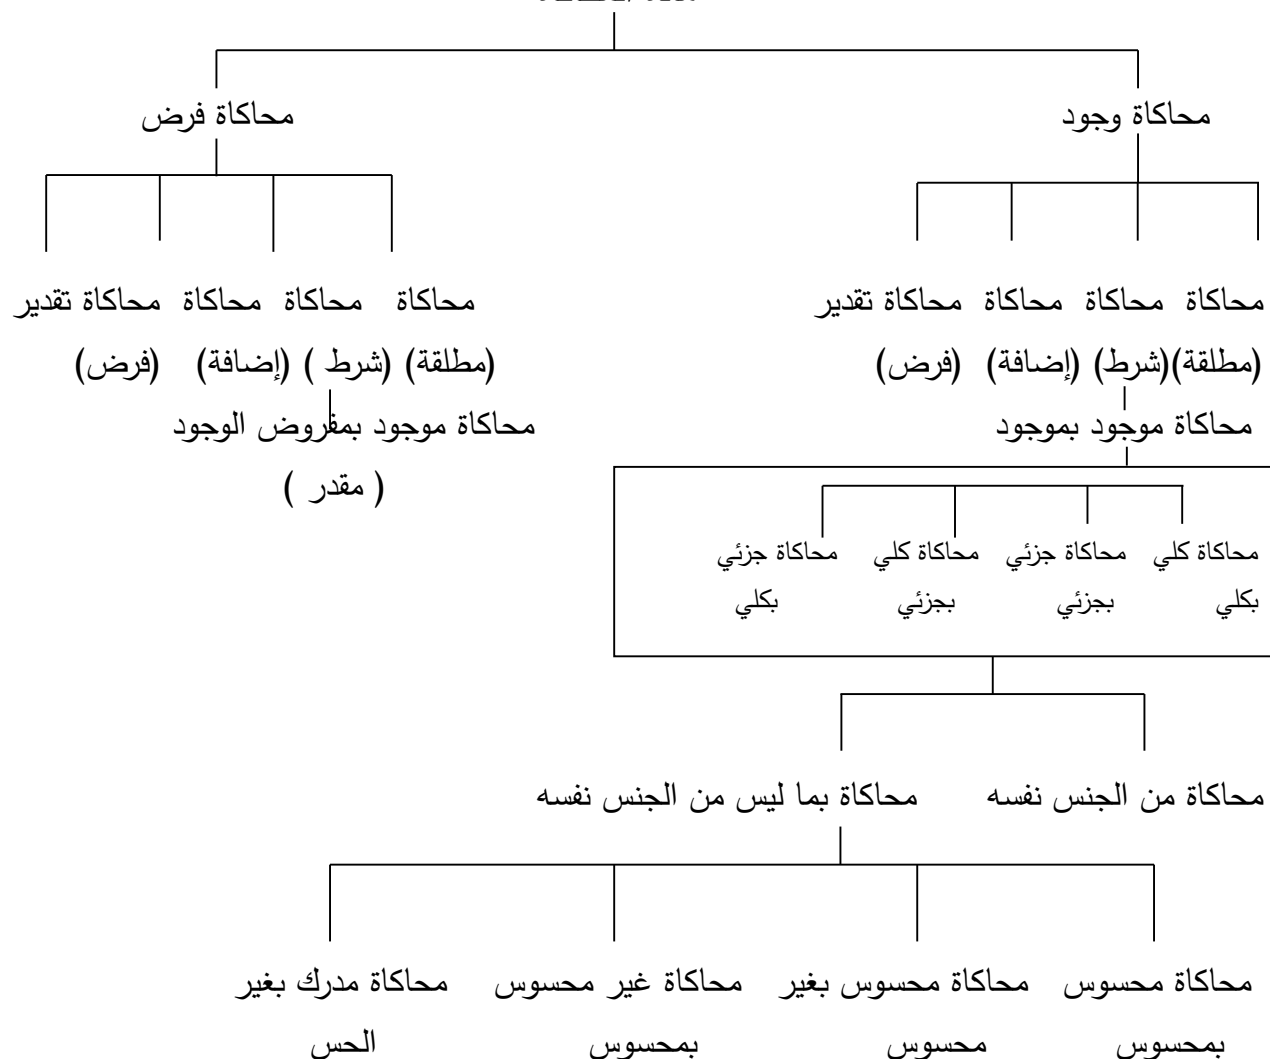 محاكاة وجود محاكاة فرض
محاكاة محاكاة محاكاة محاكاة تقدير
(مطلقة)(شرط) (إضافة) (فرض)
محاكاة محاكاة محاكاة محاكاة تقدير
(مطلقة) (شرط ) (إضافة) (فرض)
محاكاة موجود بموجود
محاكاة موجود بمفروض الوجود
( مقدر )
محاكاة كلي محاكاة جزئي محاكاة كلي محاكاة جزئي
بكلي بجزئي بجزئي بكلي
محاكاة من الجنس نفسه محاكاة بما ليس من الجنس نفسه
محاكاة محسوس محاكاة محسوس بغير محاكاة غير محسوس محاكاة مدرك بغير
بمحسوس محسوس بمحسوس الحس